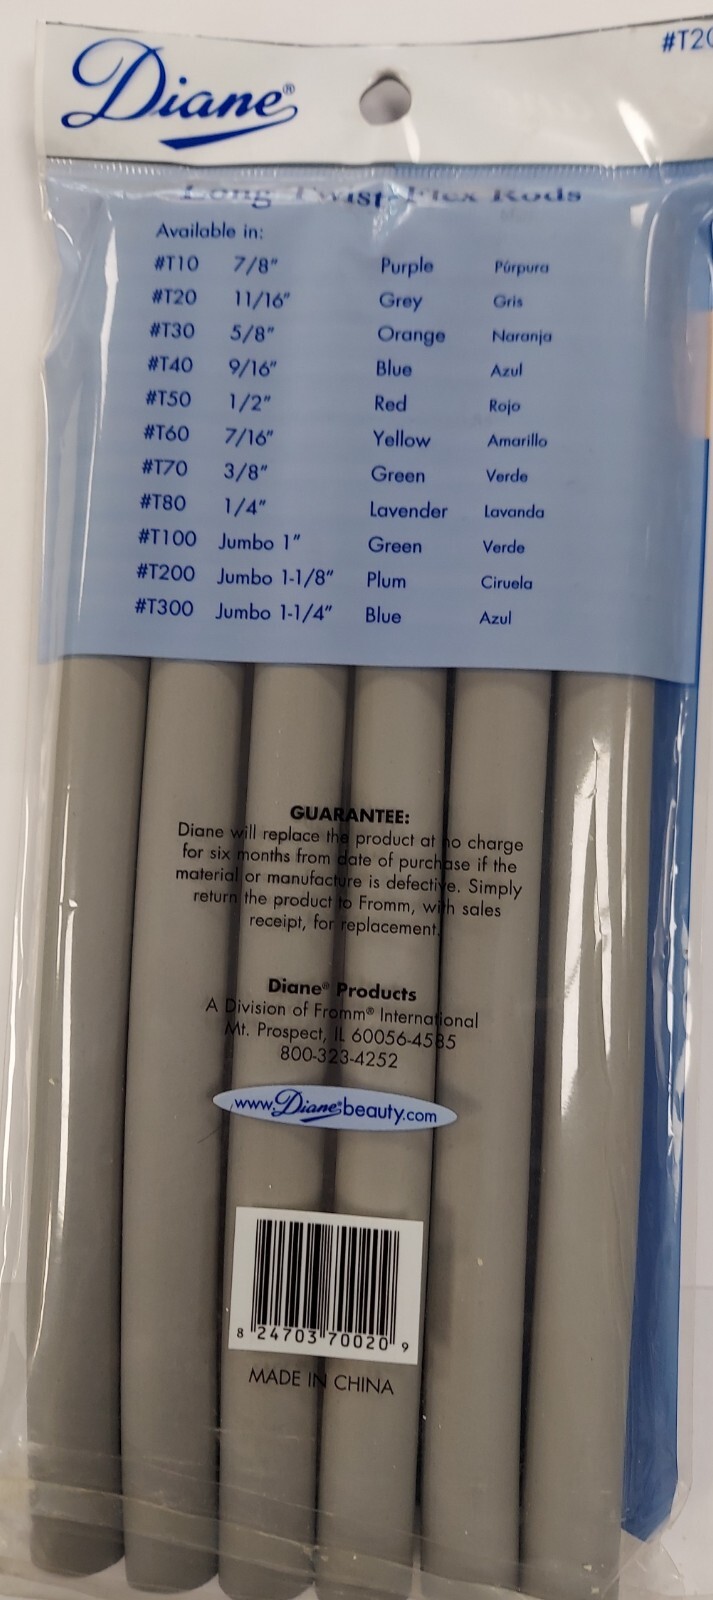 Diane®
#T20
Long Twist-Flex Rods
Available in:
#T10 7/8" Purple Púrpura
#T20 11/16" Grey Gris
#T30 5/8" Orange Naranja
#T40 9/16" Blue Azul
#T50 1/2" Red Rojo
#T60 7/16" Yellow Amarillo
#T70 3/8" Green Verde
#T80 1/4" Lavender Lavanda
#T100 Jumbo 1" Green Verde
#T200 Jumbo 1-1/8" Plum Ciruela
#T300 Jumbo 1-1/4" Blue Azul
GUARANTEE:
Diane will replace the product at no charge
for six months from date of purchase if the
material or manufacture is defective. Simply
return the product to Fromm, with sales
receipt, for replacement.
Diane® Products
A Division of Fromm® International
Mt. Prospect, IL 60056-4585
800-323-4252
www.Diane®beauty.com
8 24703 70020 9
MADE IN CHINA